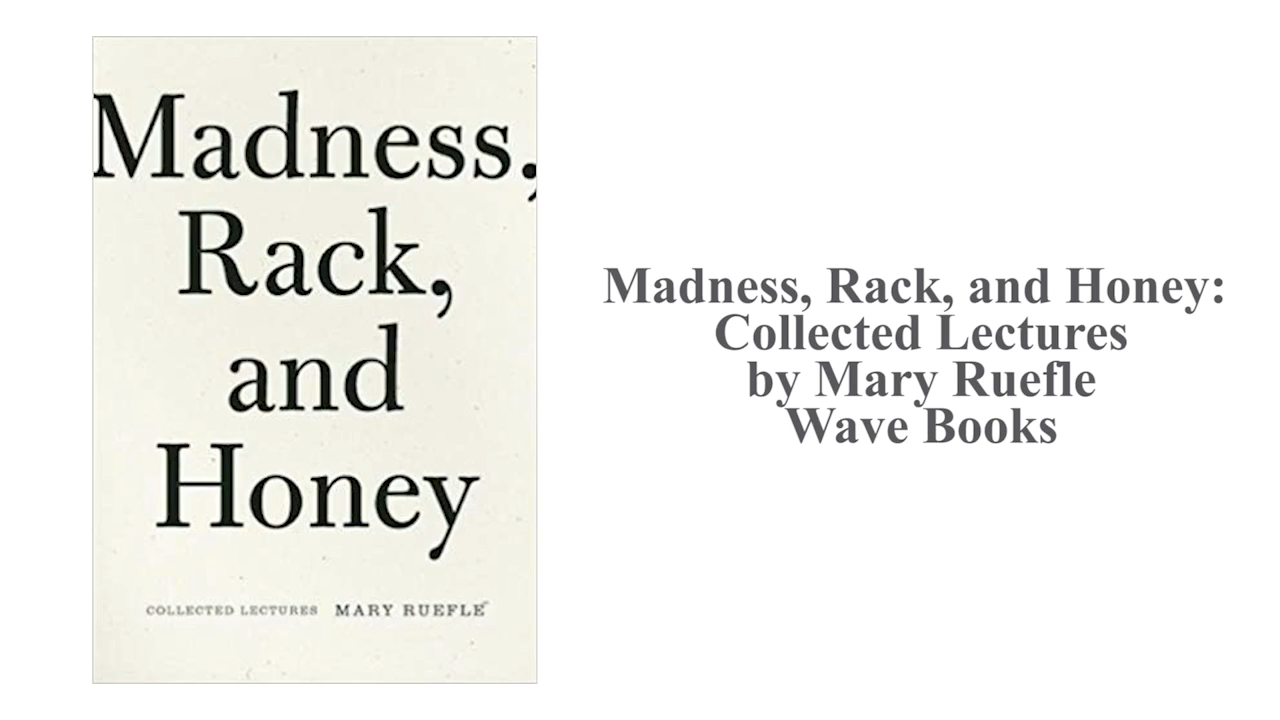 Madness,
Rack,
and
Honey
COLLECTED LECTURES MARY RUEFLE
Madness, Rack, and Honey:
Collected Lectures
by Mary Ruefle
Wave Books